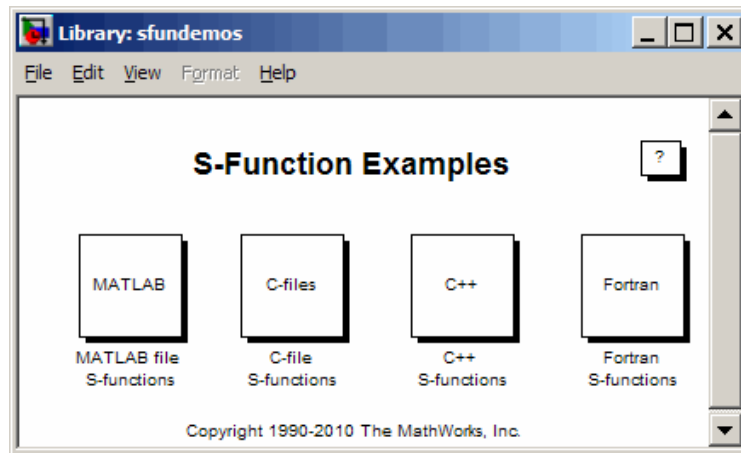 Library: sfundemos
File Edit View Format Help
S-Function Examples
?
MATLAB C-files C++ Fortran
MATLAB file C-file C++ Fortran
S-functions S-functions S-functions S-functions
Copyright 1990-2010 The MathWorks, Inc.